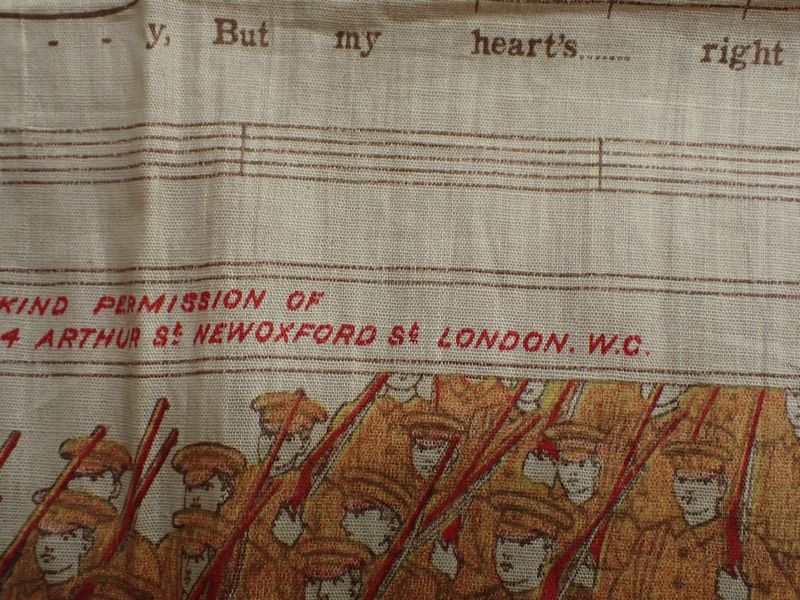 - - y, But my heart's....... right
KIND PERMISSION OF
4 ARTHUR St NEWOXFORD St LONDON. W.C.